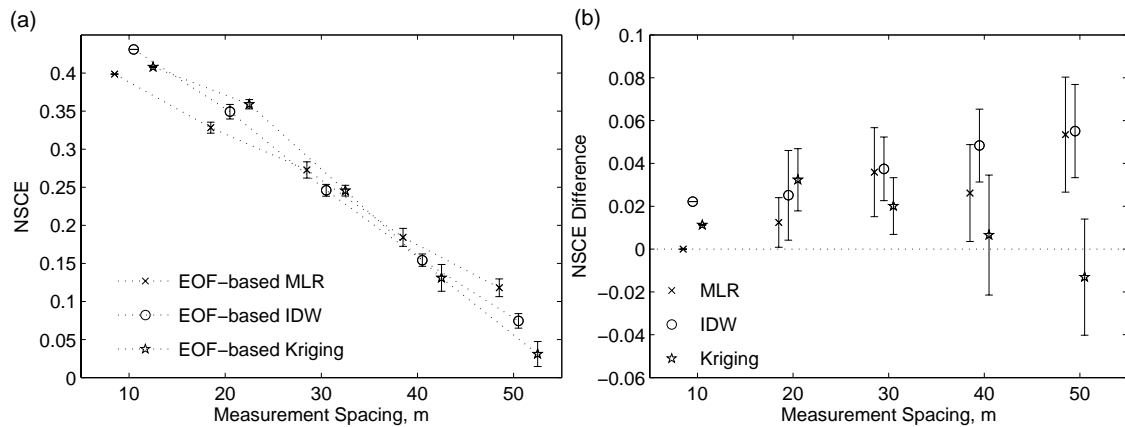 (a)
NSCE
0.4
0.35
0.3
0.25
0.2
0.15
0.1
0.05
0
EOF−based MLR
EOF−based IDW
EOF−based Kriging
10 20 30 40 50
Measurement Spacing, m
(b)
NSCE Difference
0.1
0.08
0.06
0.04
0.02
0
−0.02
−0.04
−0.06
MLR
IDW
Kriging
10 20 30 40 50
Measurement Spacing, m